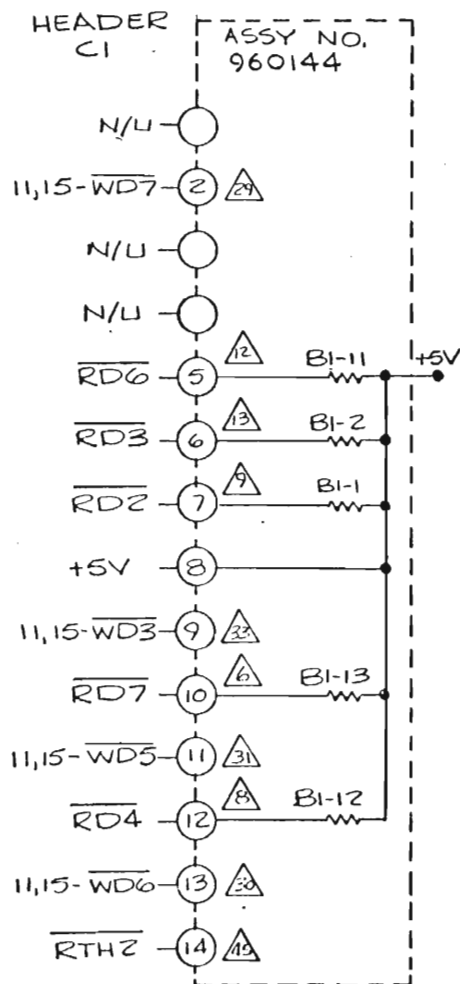 HEADER C1
ASSY NO. 960144
N/U
11,15-WD7 2 29
N/U
N/U
RD6 5 12 B1-11 +5V
RD3 6 13 B1-2
RD2 7 9 B1-1
+5V 8
11,15-WD3 9 33
RD7 10 6 B1-13
11,15-WD5 11 31
RD4 12 8 B1-12
11,15-WD6 13 30
RTHZ 14